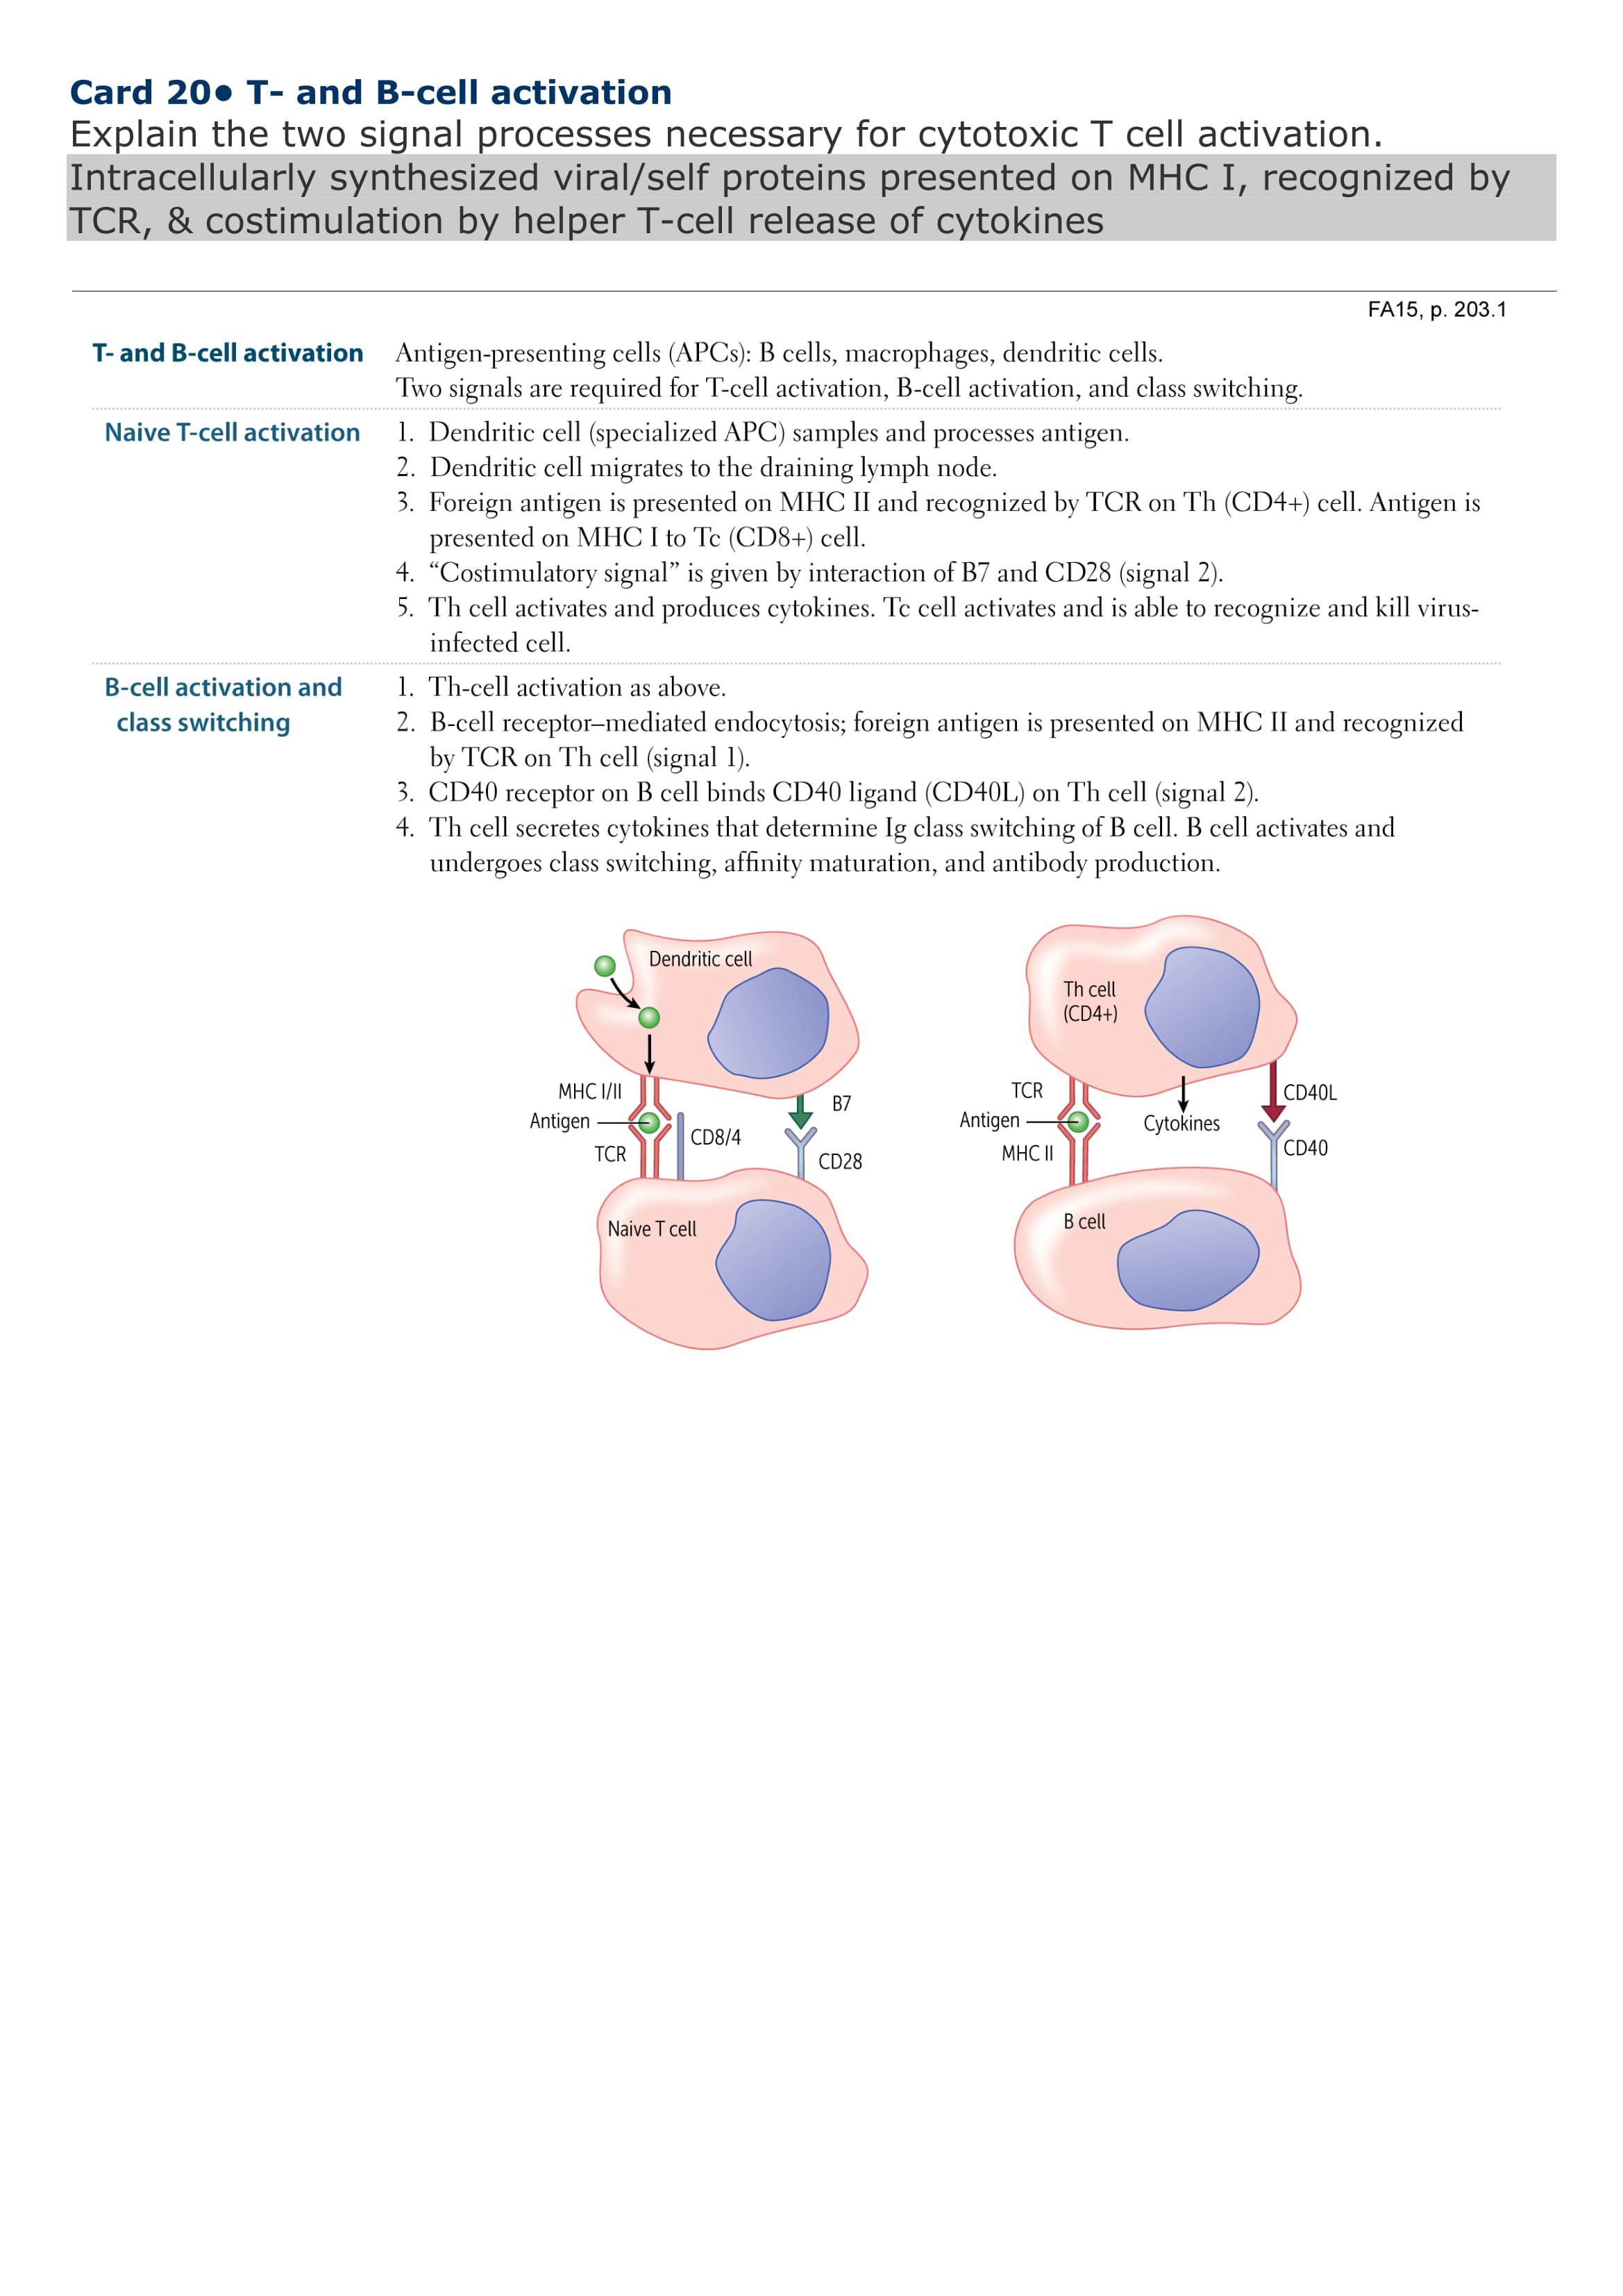 Card 20● T- and B-cell activation
Explain the two signal processes necessary for cytotoxic T cell activation.
Intracellularly synthesized viral/self proteins presented on MHC I, recognized by
TCR, & costimulation by helper T-cell release of cytokines
FA15, p. 203.1
T- and B-cell activation
Antigen-presenting cells (APCs): B cells, macrophages, dendritic cells.
Two signals are required for T-cell activation, B-cell activation, and class switching.
Naive T-cell activation
1. Dendritic cell (specialized APC) samples and processes antigen.
2. Dendritic cell migrates to the draining lymph node.
3. Foreign antigen is presented on MHC II and recognized by TCR on Th (CD4+) cell. Antigen is
presented on MHC I to Tc (CD8+) cell.
4. “Costimulatory signal” is given by interaction of B7 and CD28 (signal 2).
5. Th cell activates and produces cytokines. Tc cell activates and is able to recognize and kill virus-
infected cell.
B-cell activation and
class switching
1. Th-cell activation as above.
2. B-cell receptor–mediated endocytosis; foreign antigen is presented on MHC II and recognized
by TCR on Th cell (signal 1).
3. CD40 receptor on B cell binds CD40 ligand (CD40L) on Th cell (signal 2).
4. Th cell secretes cytokines that determine Ig class switching of B cell. B cell activates and
undergoes class switching, affinity maturation, and antibody production.
Dendritic cell
MHC I/II
Antigen
TCR
CD8/4
B7
CD28
Naive T cell
Th cell
(CD4+)
TCR
Antigen
MHC II
Cytokines
CD40L
CD40
B cell